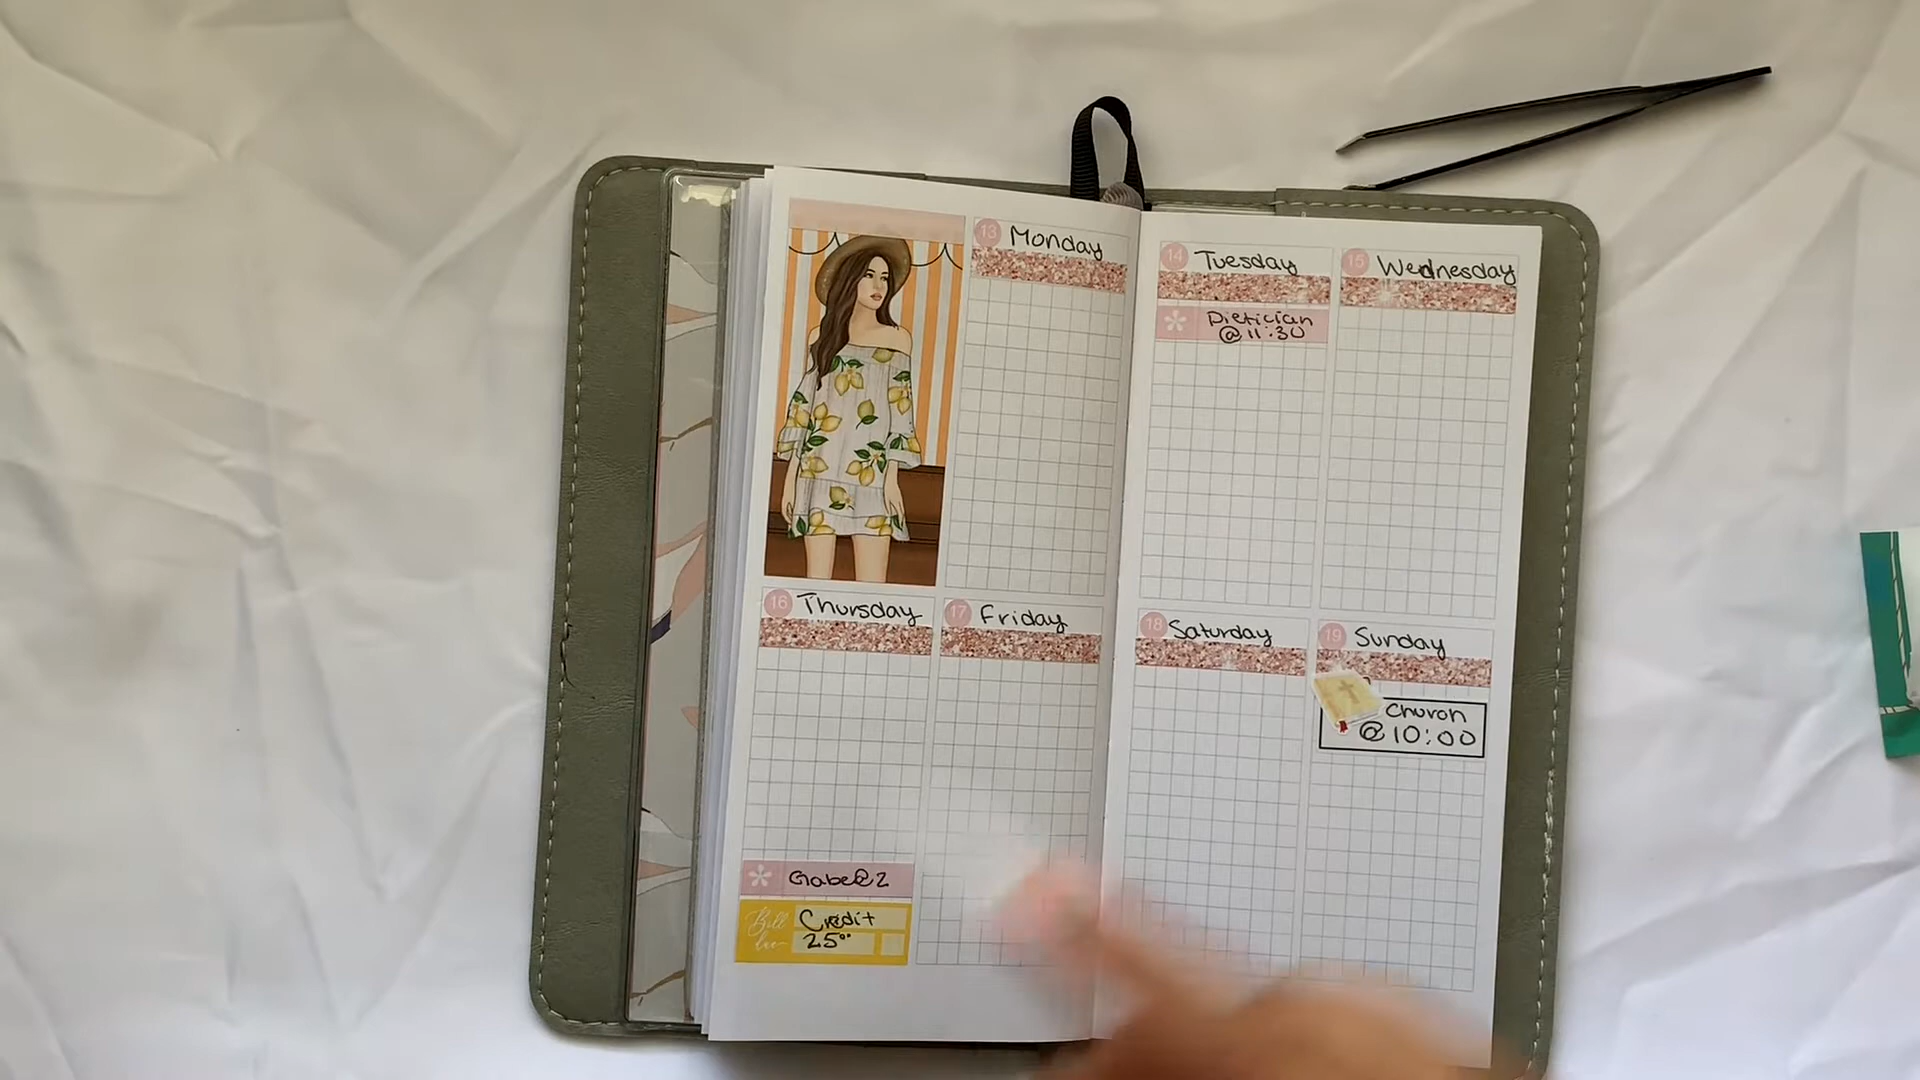 13 Monday
14 Tuesday
Dietician
@ 11:30
15 Wednesday
16 Thursday
Gabe@2
Bill due
Credit
25⁰⁰
17 Friday
18 Saturday
19 Sunday
Church
@ 10:00